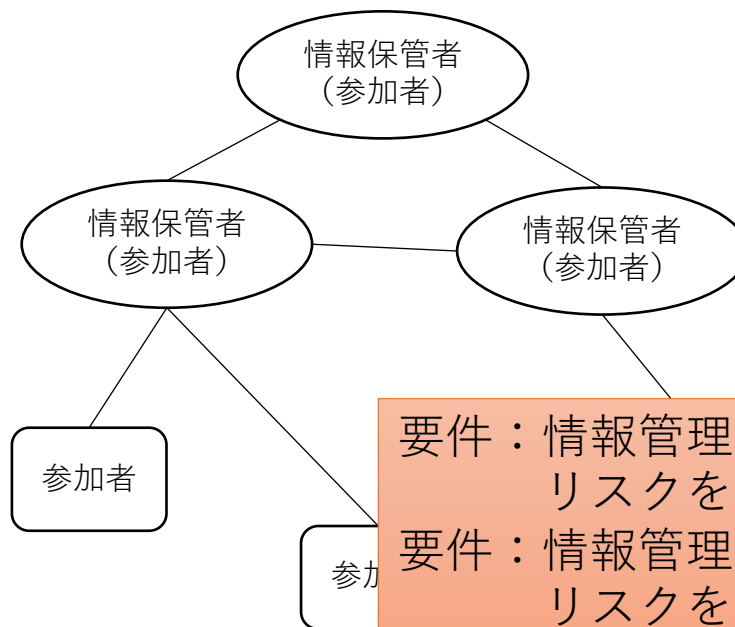 情報保管者
（参加者）
情報保管者
（参加者）
情報保管者
（参加者）
参加者
参加
要件：情報管理
リスクを
要件：情報管理
リスクを